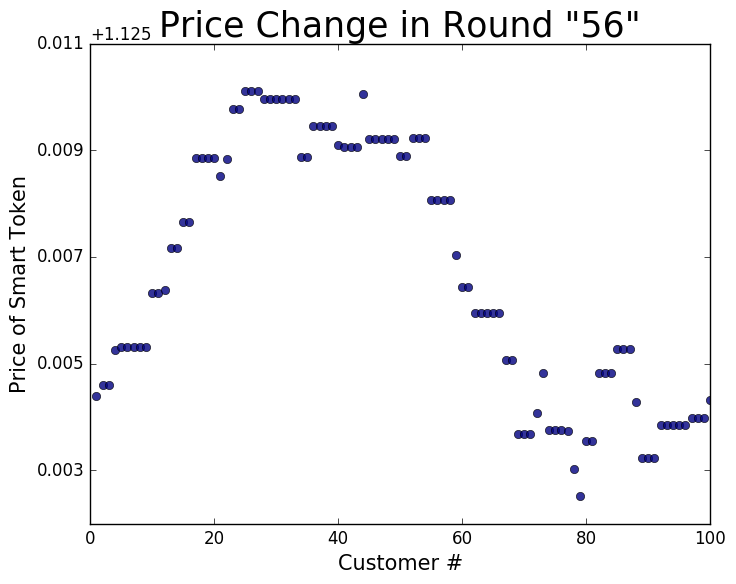 Price Change in Round "56"
+1.125
0.011
0.009
0.007
0.005
0.003
Price of Smart Token
0 20 40 60 80 100
Customer #